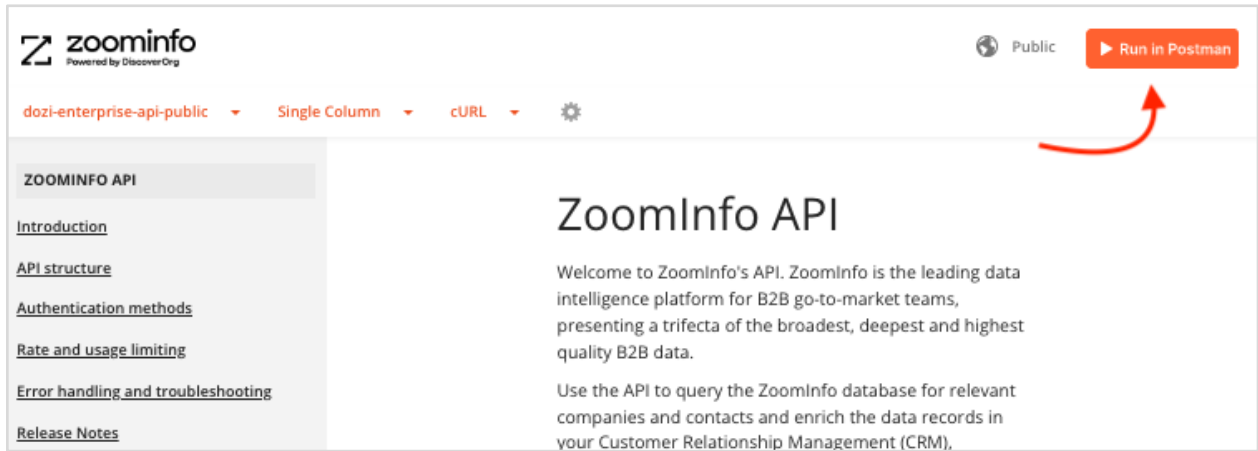 zoominfo
Powered by DiscoverOrg
Public
Run in Postman
dozi-enterprise-api-public
Single Column
cURL
ZOOMINFO API
Introduction
API structure
Authentication methods
Rate and usage limiting
Error handling and troubleshooting
Release Notes
ZoomInfo API
Welcome to ZoomInfo's API. ZoomInfo is the leading data
intelligence platform for B2B go-to-market teams,
presenting a trifecta of the broadest, deepest and highest
quality B2B data.
Use the API to query the ZoomInfo database for relevant
companies and contacts and enrich the data records in
your Customer Relationship Management (CRM),